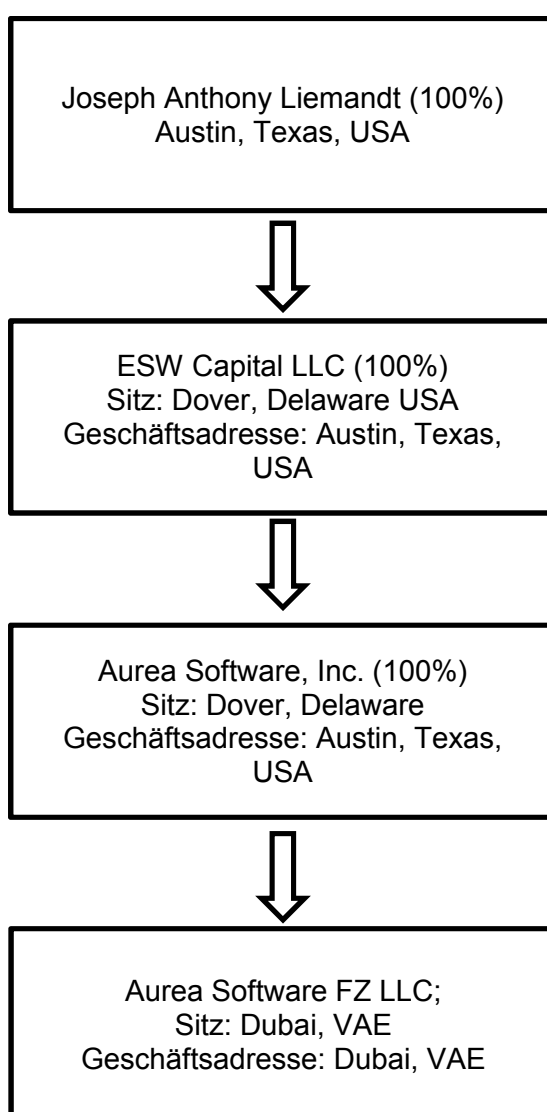 Joseph Anthony Liemandt (100%)
Austin, Texas, USA
ESW Capital LLC (100%)
Sitz: Dover, Delaware USA
Geschäftsadresse: Austin, Texas,
USA
Aurea Software, Inc. (100%)
Sitz: Dover, Delaware
Geschäftsadresse: Austin, Texas,
USA
Aurea Software FZ LLC;
Sitz: Dubai, VAE
Geschäftsadresse: Dubai, VAE